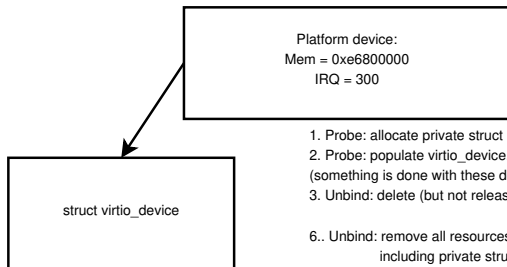 Platform device:
Mem = 0xe6800000
IRQ = 300
1. Probe: allocate private struct
2. Probe: populate virtio_device
(something is done with these
3. Unbind: delete (but not
struct virtio_device
6.. Unbind: remove all resources
including private